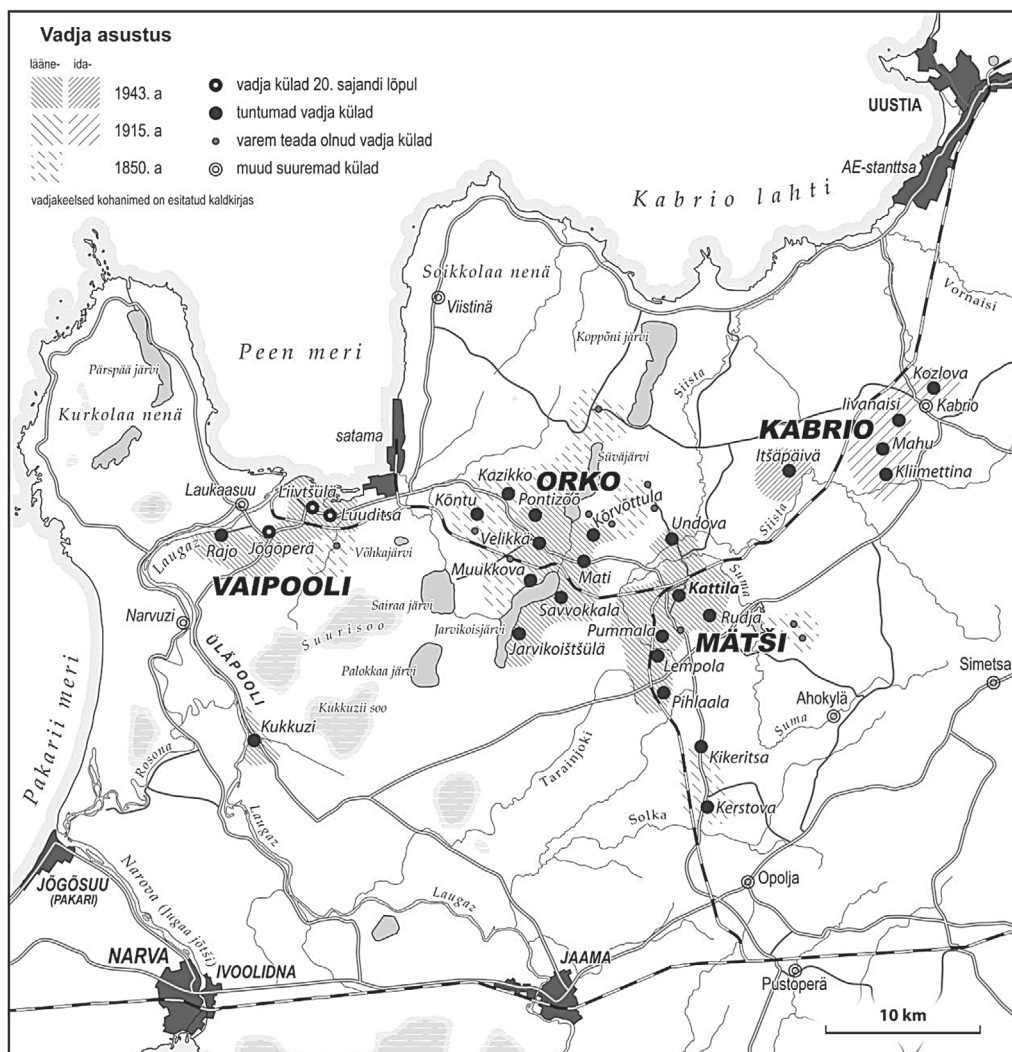 Vadja asustus
lääne- ida-
1943. a
1915. a
1850. a
vadja külad 20. sajandi lõpul
tuntumad vadja külad
varem teada olnud vadja külad
muud suuremad külad
vadjakeelsed kohanimed on esitatud kaldkirjas
UUSTIA
AE-stanttsa
Kabrio lahti
Soikkolaa nenä
Viistinä
Vornaisi
Koppõni järvi
Peen meri
Pärspää järvi
Siista
Kurkolaa nenä
Kozlova
Iivanaisi
Kabrio
satama
KABRIO
Itšäpäivä
Mahu
Süväjärvi
Kliimettina
ORKO
Kazikko
Laukaasuu
Liivtšülä
Kõntu
Pontizõõ
Luuditsa
Kõrvõttula
Siista
Undova
Rajo
Jõgõperä
Velikkä
Võhkajärvi
Laugaz
Muukkova
Mati
Suma
VAIPOOLI
Kattila
Sairaa järvi
Savvokkala
Rudja
Narvuzi
Suurisoo
Jarvikoisjärvi
Pummala
Jarvikoištšülä
MÄTŠI
ÜLÄPOOLI
Palokkaa järvi
Lempola
Simetsa
Pihlaala
Ahokylä
Kukkuzii soo
Suma
Kukkuzi
Kikeritsa
Pakarii meri
Rosona
Tarainjoki
Kerstova
Solka
Laugaz
JÕGÕSUU
(PAKARI)
Opolja
Narova (Jugaa jõtši)
Laugaz
NARVA
IVOOLIDNA
JAAMA
Pustoperä
10 km